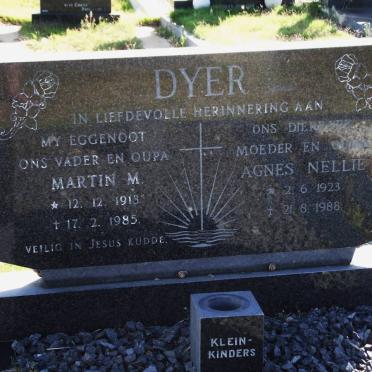 DYER
IN LIEFDEVOLLE HERINNERING AAN
MY EGGENOOT
ONS VADER EN OUPA
MARTIN M.
* 12. 12. 1913
† 17. 2. 1985.
VEILIG IN JESUS KUDDE.
ONS
MOEDER EN
AGNES NELLIE
* 2. 6. 1923
† 21. 8. 1988
KLEIN-
KINDERS